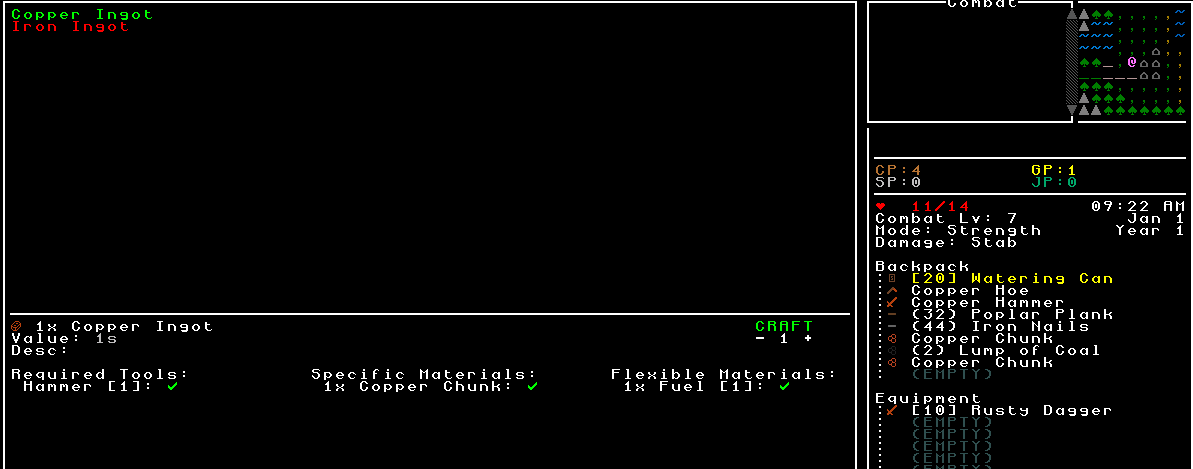 Copper Ingot
Iron Ingot
1x Copper Ingot
Value: 1s
Desc:
CRAFT
- 1 +
Required Tools:
Hammer [1]: ✓
Specific Materials:
1x Copper Chunk: ✓
Flexible Materials:
1x Fuel [1]: ✓
Combat
CP:4 GP:1
SP:0 JP:0
♥ 11/14 09:22 AM
Combat Lv: 7 Jan 1
Mode: Strength Year 1
Damage: Stab
Backpack
[20] Watering Can
Copper Hoe
Copper Hammer
(32) Poplar Plank
(44) Iron Nails
Copper Chunk
(2) Lump of Coal
Copper Chunk
(EMPTY)
Equipment
[10] Rusty Dagger
(EMPTY)
(EMPTY)
(EMPTY)
(EMPTY)